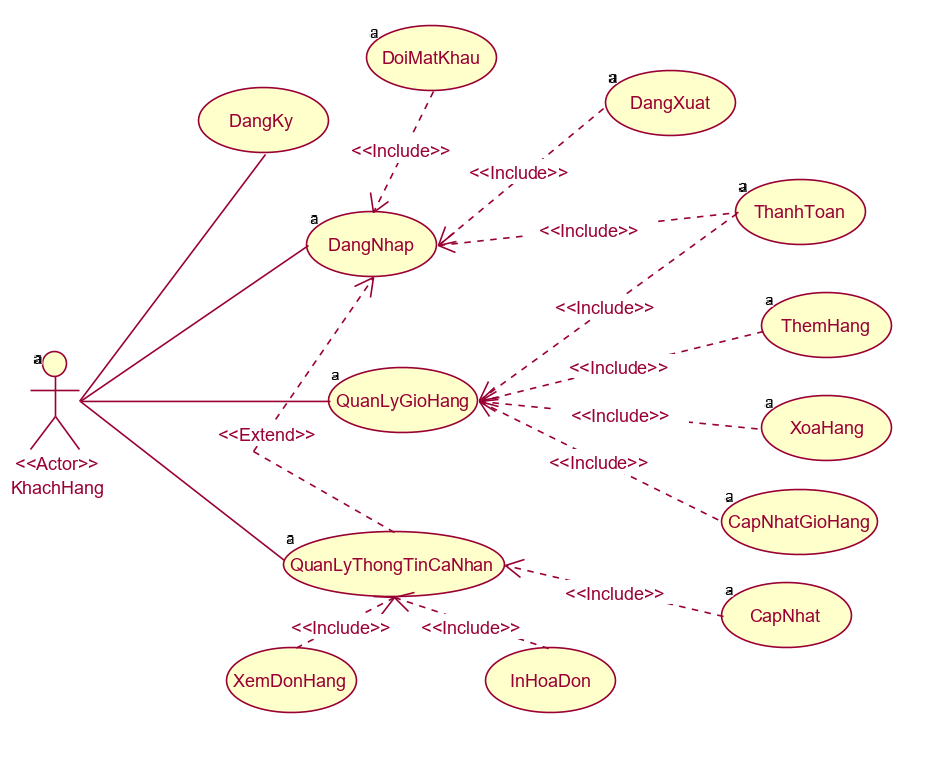 a
DoiMatKhau
a
DangXuat
DangKy
<<Include>>
<<Include>>
a
ThanhToan
a
DangNhap
<<Include>>
a
ThemHang
<<Include>>
a
<<Actor>>
KhachHang
a
QuanLyGioHang
<<Include>>
a
XoaHang
<<Include>>
<<Extend>>
<<Include>>
a
CapNhatGioHang
a
QuanLyThongTinCaNhan
<<Include>>
a
CapNhat
<<Include>>
<<Include>>
XemDonHang
InHoaDon